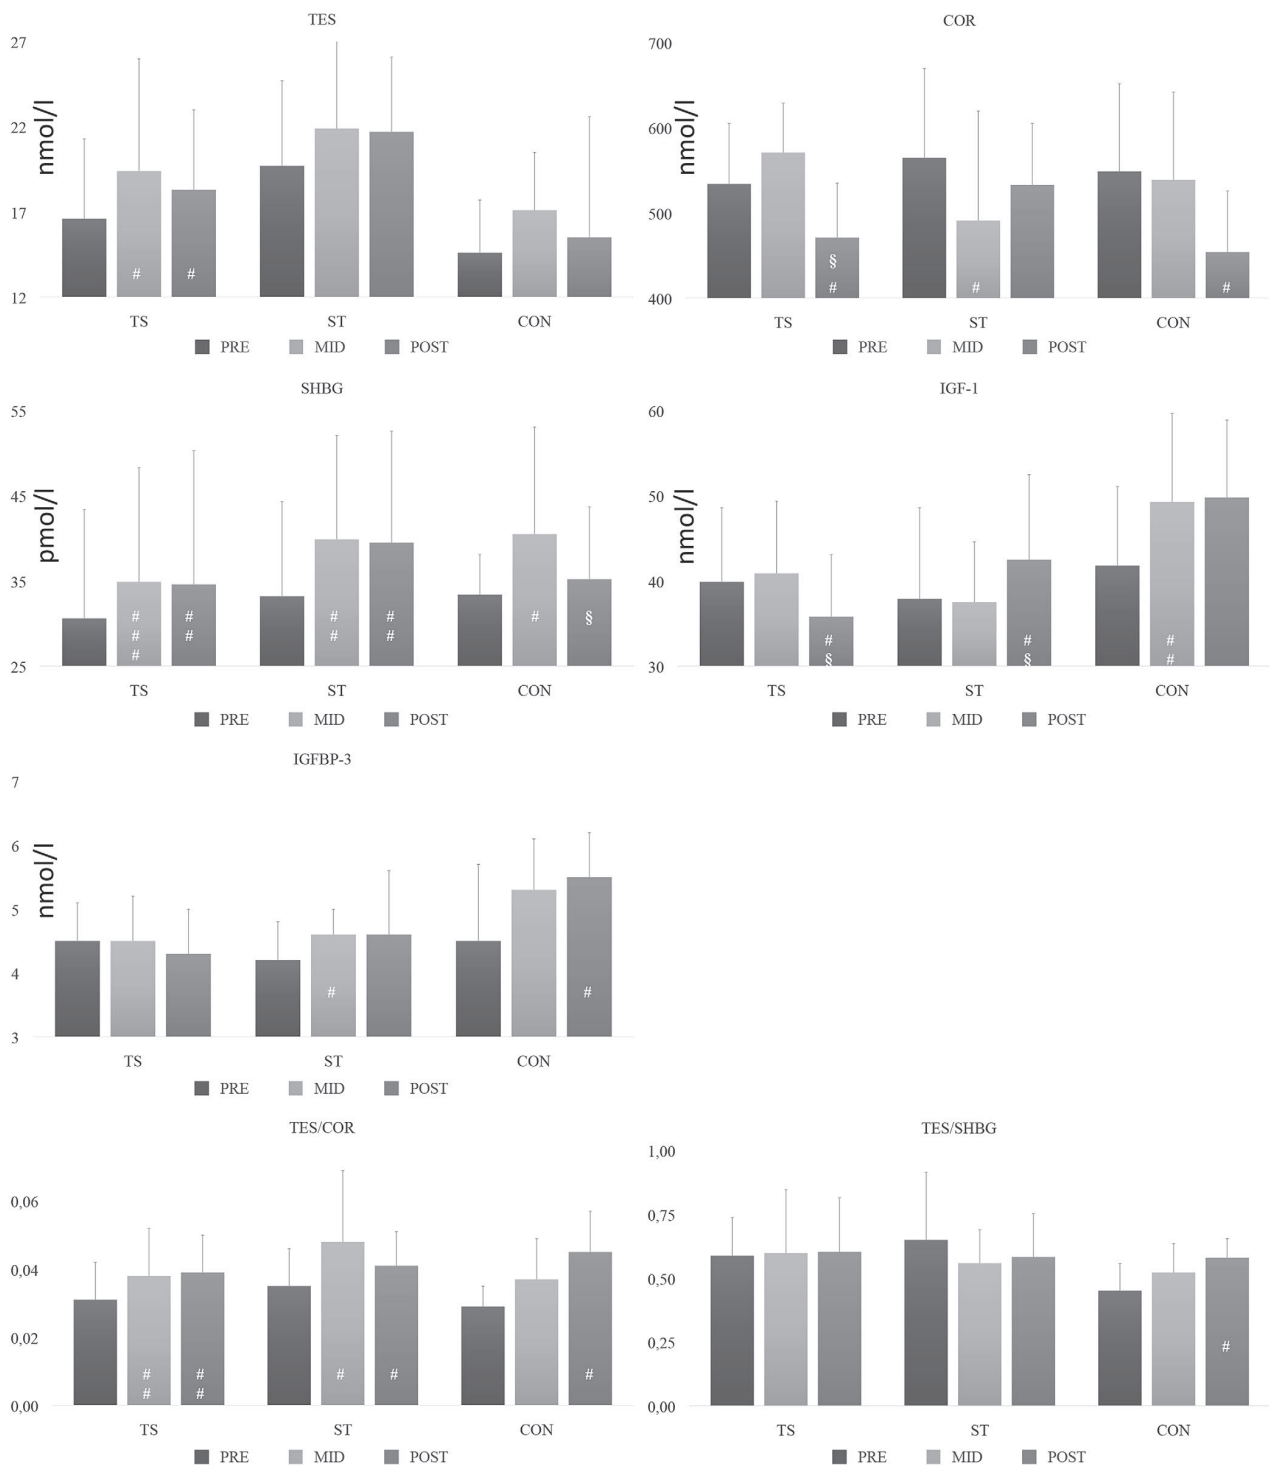 TES
27
22
17
12
nmol/l
# #
TS ST CON
PRE MID POST
COR
700
600
500
400
nmol/l
§
# # #
TS ST CON
PRE MID POST
SHBG
55
45
35
25
pmol/l
# # # # # §
# # # #
#
TS ST CON
PRE MID POST
IGF-1
60
50
40
30
nmol/l
# # #
§ § #
TS ST CON
PRE MID POST
IGFBP-3
7
6
5
4
3
nmol/l
# #
TS ST CON
PRE MID POST
TES/COR
0,06
0,04
0,02
0,00
# # # # #
# #
TS ST CON
PRE MID POST
TES/SHBG
1,00
0,75
0,50
0,25
0,00
#
TS ST CON
PRE MID POST